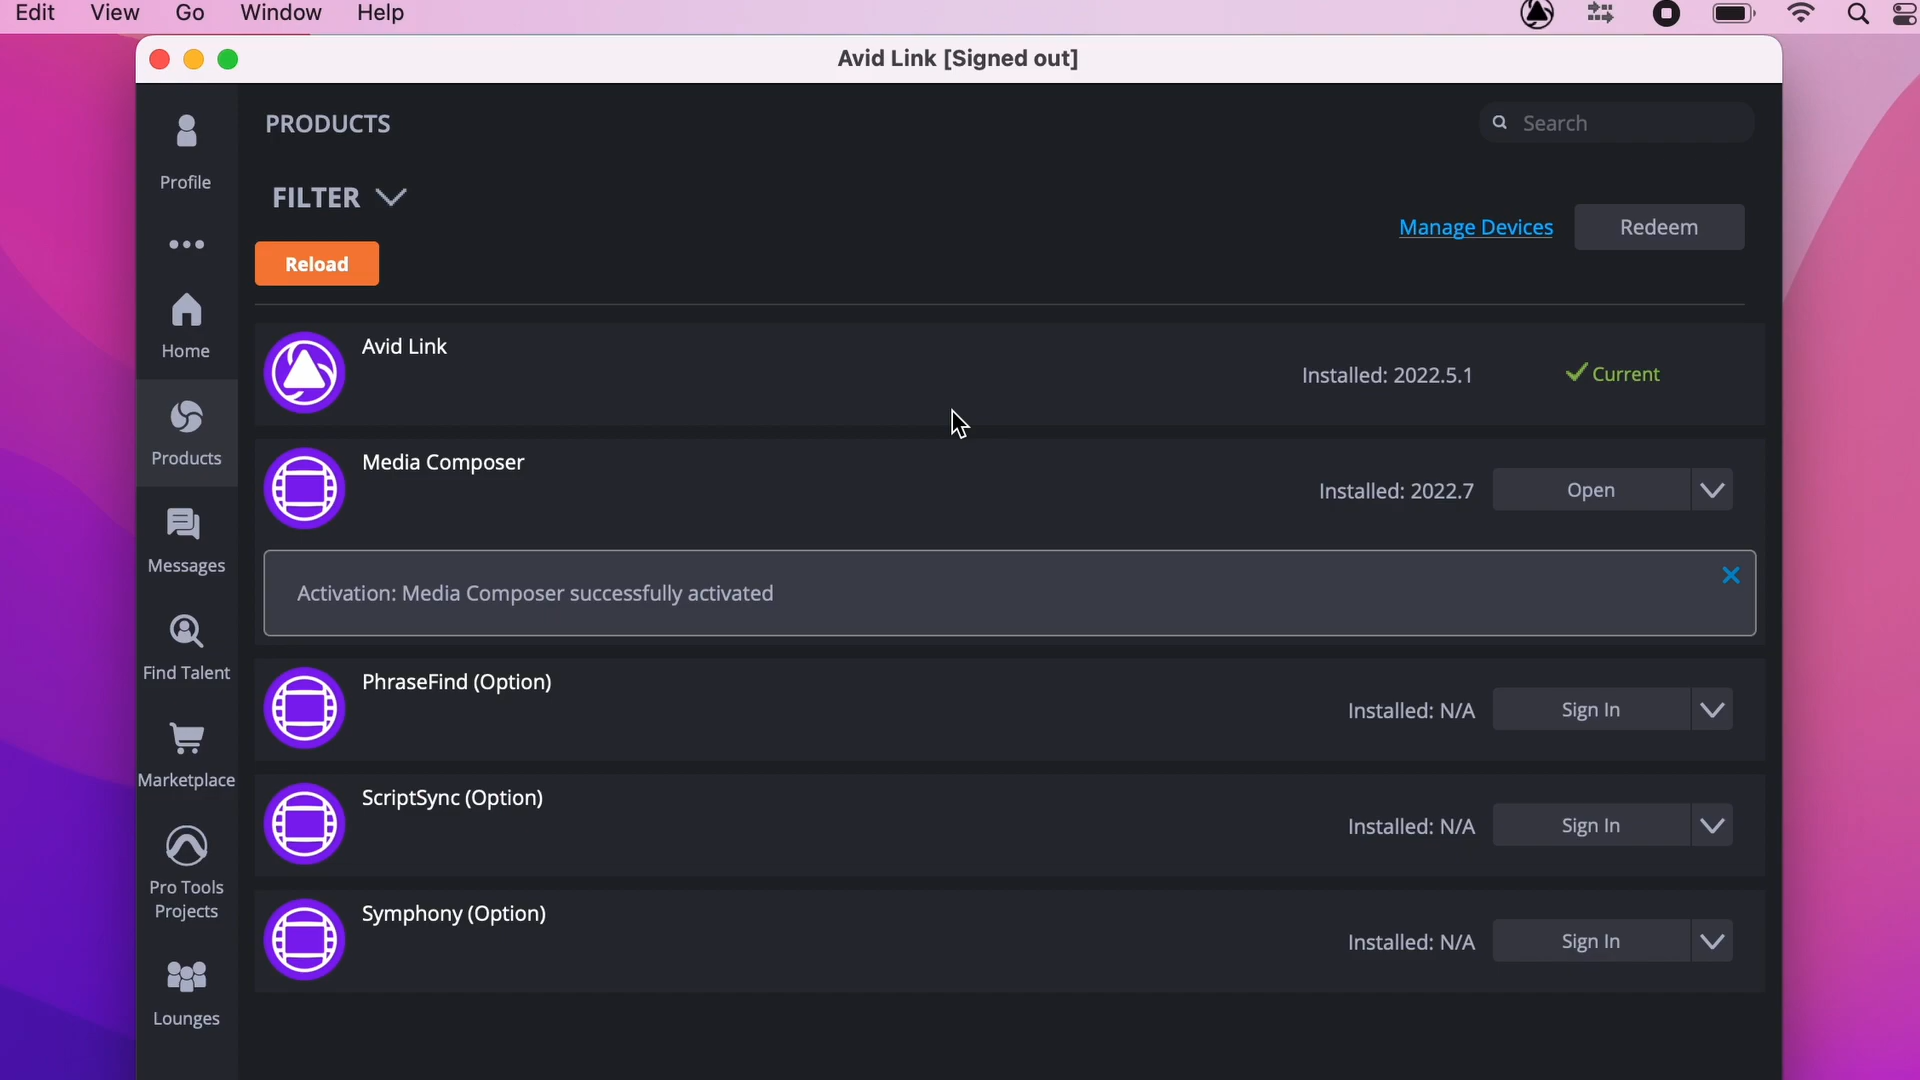 Edit View Go Window Help
Avid Link [Signed out]
PRODUCTS
Search
Profile
FILTER
Manage Devices Redeem
Reload
Home
Avid Link
Installed: 2022.5.1 Current
Products
Media Composer
Installed: 2022.7 Open
Messages
Activation: Media Composer successfully activated
Find Talent
PhraseFind (Option)
Installed: N/A Sign In
Marketplace
ScriptSync (Option)
Installed: N/A Sign In
Pro Tools
Projects
Symphony (Option)
Installed: N/A Sign In
Lounges